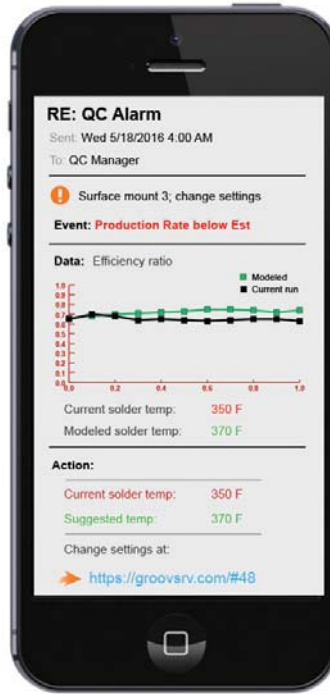 RE: QC Alarm
Sent: Wed 5/18/2016 4:00 AM
To: QC Manager
! Surface mount 3; change settings
Event: Production Rate below Est
Data: Efficiency ratio
Modeled
Current run
1.0
0.9
0.8
0.7
0.6
0.5
0.4
0.3
0.2
0.1
0.0
0.0 0.2 0.4 0.6 0.8 1.0
Current solder temp: 350 F
Modeled solder temp: 370 F
Action:
Current solder temp: 350 F
Suggested temp: 370 F
Change settings at:
https://groovsrv.com/#48